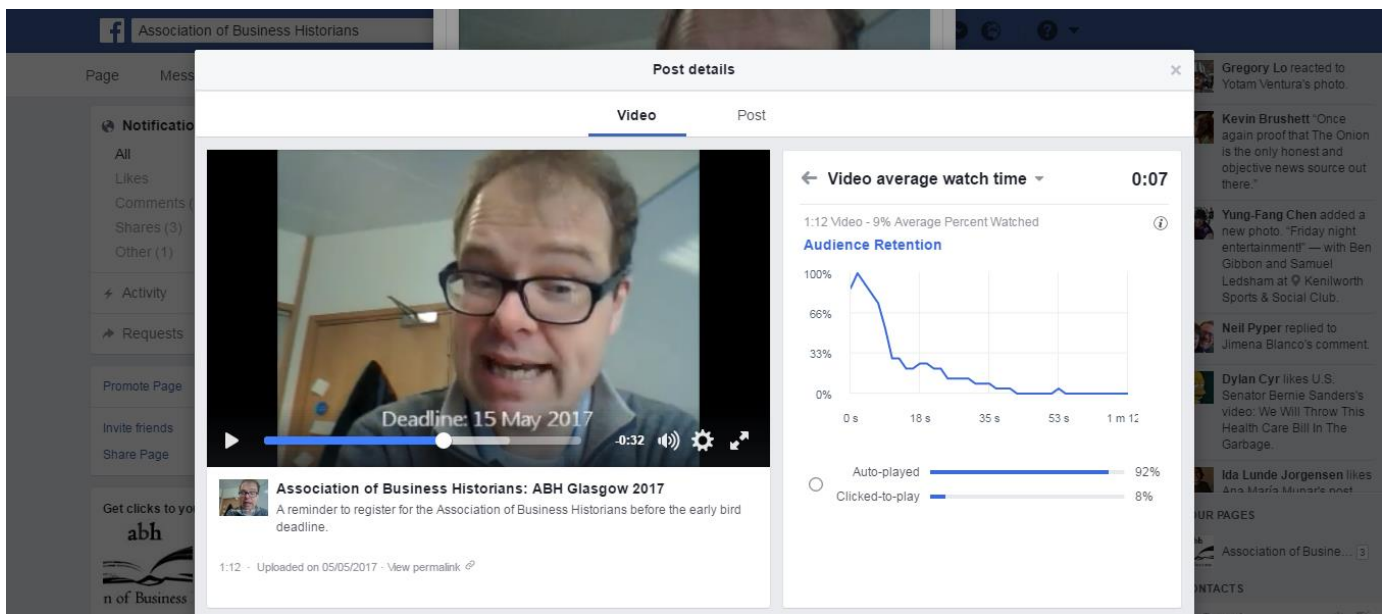 Association of Business Historians
Page Mess
Post details
Video Post
Notificatio
All
Likes
Comments (
Shares (3)
Other (1)
Activity
Requests
Promote Page
Invite friends
Share Page
Get clicks to yo
abh
n of Business
Deadline: 15 May 2017
-0:32
Association of Business Historians: ABH Glasgow 2017
A reminder to register for the Association of Business Historians before the early bird
deadline.
1:12 · Uploaded on 05/05/2017 · View permalink
Video average watch time 0:07
1:12 Video - 9% Average Percent Watched
Audience Retention
100%
66%
33%
0%
0 s 18 s 35 s 53 s 1 m 12
Auto-played 92%
Clicked-to-play 8%
Gregory Lo reacted to
Yotam Ventura's photo.
Kevin Brushett "Once
again proof that The Onion
is the only honest and
objective news source out
there."
Yung-Fang Chen added a
new photo. "Friday night
entertainment!" — with Ben
Gibbon and Samuel
Ledsham at Kenilworth
Sports & Social Club.
Neil Pyper replied to
Jimena Blanco's comment.
Dylan Cyr likes U.S.
Senator Bernie Sanders's
video: We Will Throw This
Health Care Bill In The
Garbage.
Ida Lunde Jorgensen likes
Ana María Munar's post
OUR PAGES
Association of Busine... 3
ONTACTS